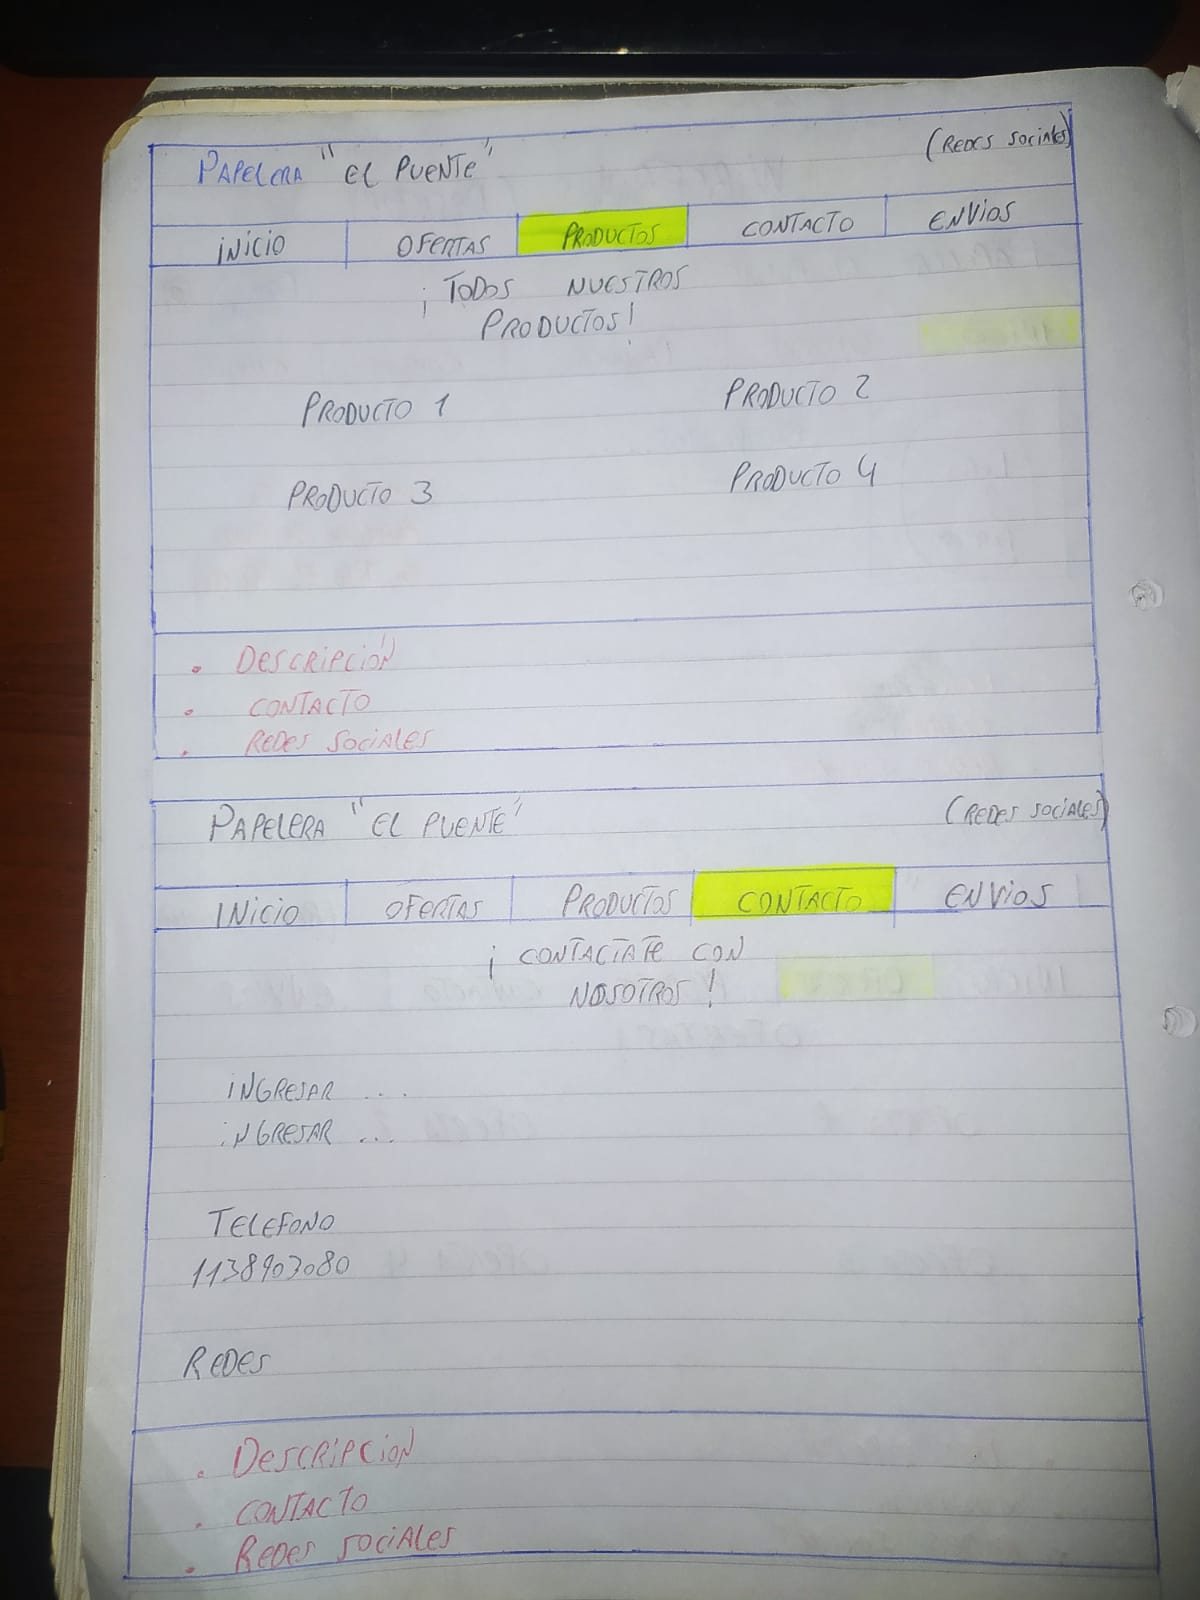 PAPELERA "EL PUENTE" (REDES SOCIALES)
INICIO OFERTAS PRODUCTOS CONTACTO ENVIOS
¡TODOS NUESTROS
PRODUCTOS!
PRODUCTO 1 PRODUCTO 2
PRODUCTO 3 PRODUCTO 4
. DESCRIPCIÓN
. CONTACTO
. REDES SOCIALES
PAPELERA "EL PUENTE" (REDES SOCIALES)
INICIO OFERTAS PRODUCTOS CONTACTO ENVIOS
¡CONTACTATE CON
NOSOTROS!
INGRESAR ...
INGRESAR ...
TELEFONO
1138903080
REDES
. DESCRIPCION
. CONTACTO
. REDES SOCIALES